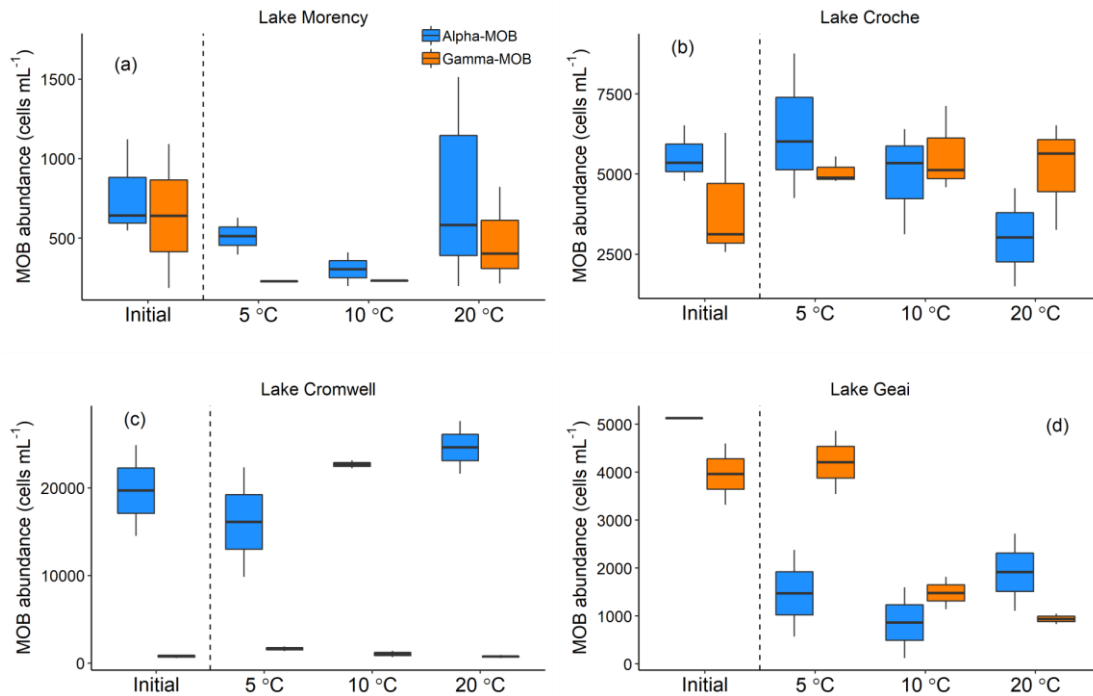 Lake Morency
(a)
Alpha-MOB
Gamma-MOB
MOB abundance (cells mL⁻¹)
1500
1000
500
Initial 5 °C 10 °C 20 °C
Lake Croche
(b)
MOB abundance (cells mL⁻¹)
7500
5000
2500
Initial 5 °C 10 °C 20 °C
Lake Cromwell
(c)
MOB abundance (cells mL⁻¹)
20000
10000
0
Initial 5 °C 10 °C 20 °C
Lake Geai
(d)
MOB abundance (cells mL⁻¹)
5000
4000
3000
2000
1000
0
Initial 5 °C 10 °C 20 °C